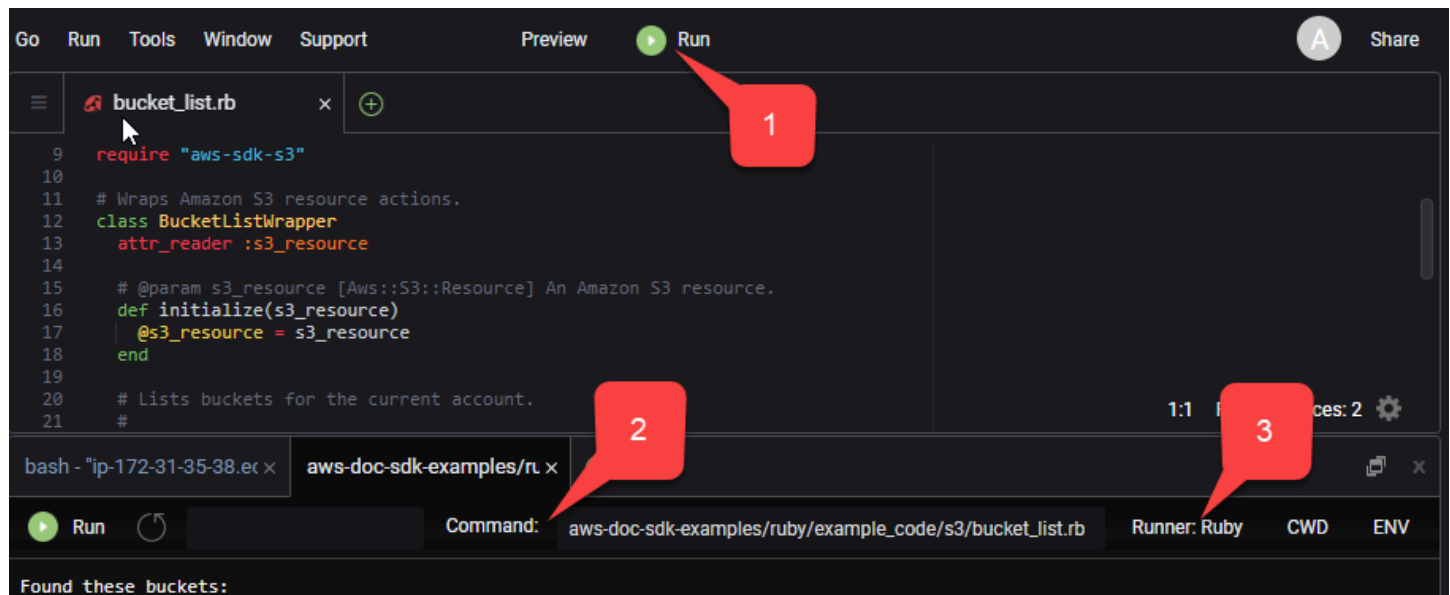 Go Run Tools Window Support Preview Run A Share
bucket_list.rb
1
9 require "aws-sdk-s3"
10
11 # Wraps Amazon S3 resource actions.
12 class BucketListWrapper
13 attr_reader :s3_resource
14
15 # @param s3_resource [Aws::S3::Resource] An Amazon S3 resource.
16 def initialize(s3_resource)
17 @s3_resource = s3_resource
18 end
19
20 # Lists buckets for the current account.
21 #
1:1 ces: 2
2
3
bash - "ip-172-31-35-38.ec aws-doc-sdk-examples/ru
Run Command: aws-doc-sdk-examples/ruby/example_code/s3/bucket_list.rb Runner: Ruby CWD ENV
Found these buckets: